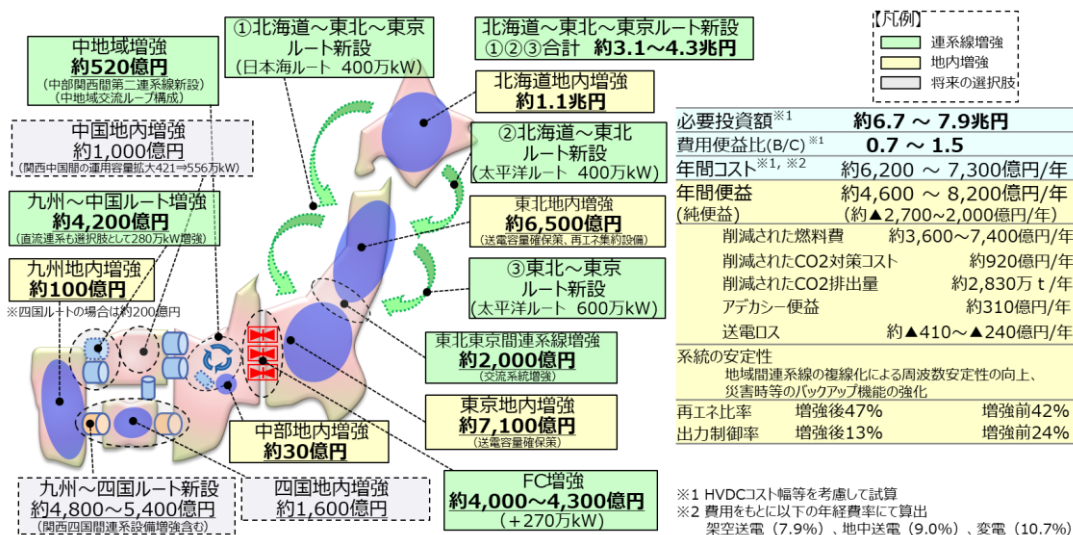 中地域増強
約520億円
(中部関西間第二連系線新設)
(中地域交流ループ構成)
①北海道～東北～東京
ルート新設
(日本海ルート 400万kW)
北海道～東北～東京ルート新設
①②③合計 約3.1～4.3兆円
【凡例】
連系線増強
地内増強
将来の選択肢
中国地内増強
約1,000億円
(関西中国間の運用容量拡大421⇒556万kW)
九州～中国ルート増強
約4,200億円
(直流連系も選択肢として280万kW増強)
九州地内増強
約100億円
※四国ルートの場合は約200億円
北海道地内増強
約1.1兆円
②北海道～東北
ルート新設
(太平洋ルート 400万kW)
東北地内増強
約6,500億円
(送電容量確保策、再エネ集約設備)
③東北～東京
ルート新設
(太平洋ルート 600万kW)
東北東京間連系線増強
約2,000億円
(交流系統増強)
東京地内増強
約7,100億円
(送電容量確保策)
中部地内増強
約30億円
九州～四国ルート新設
約4,800～5,400億円
(関西四国間連系設備増強含む)
四国地内増強
約1,600億円
FC増強
約4,000～4,300億円
(+270万kW)
必要投資額※1 約6.7 ～ 7.9兆円
費用便益比(B/C) ※1 0.7 ～ 1.5
年間コスト※1, ※2 約6,200 ～ 7,300億円/年
年間便益 約4,600 ～ 8,200億円/年
(純便益) (約▲2,700~2,000億円/年)
削減された燃料費 約3,600～7,400億円/年
削減されたCO2対策コスト 約920億円/年
削減されたCO2排出量 約2,830万ｔ/年
アデカシー便益 約310億円/年
送電ロス 約▲410～▲240億円/年
系統の安定性
地域間連系線の複線化による周波数安定性の向上、
災害時等のバックアップ機能の強化
再エネ比率 増強後47% 増強前42%
出力制御率 増強後13% 増強前24%
※1 HVDCコスト幅等を考慮して試算
※2 費用をもとに以下の年経費率にて算出
架空送電（7.9%）、地中送電（9.0%）、変電（10.7%）